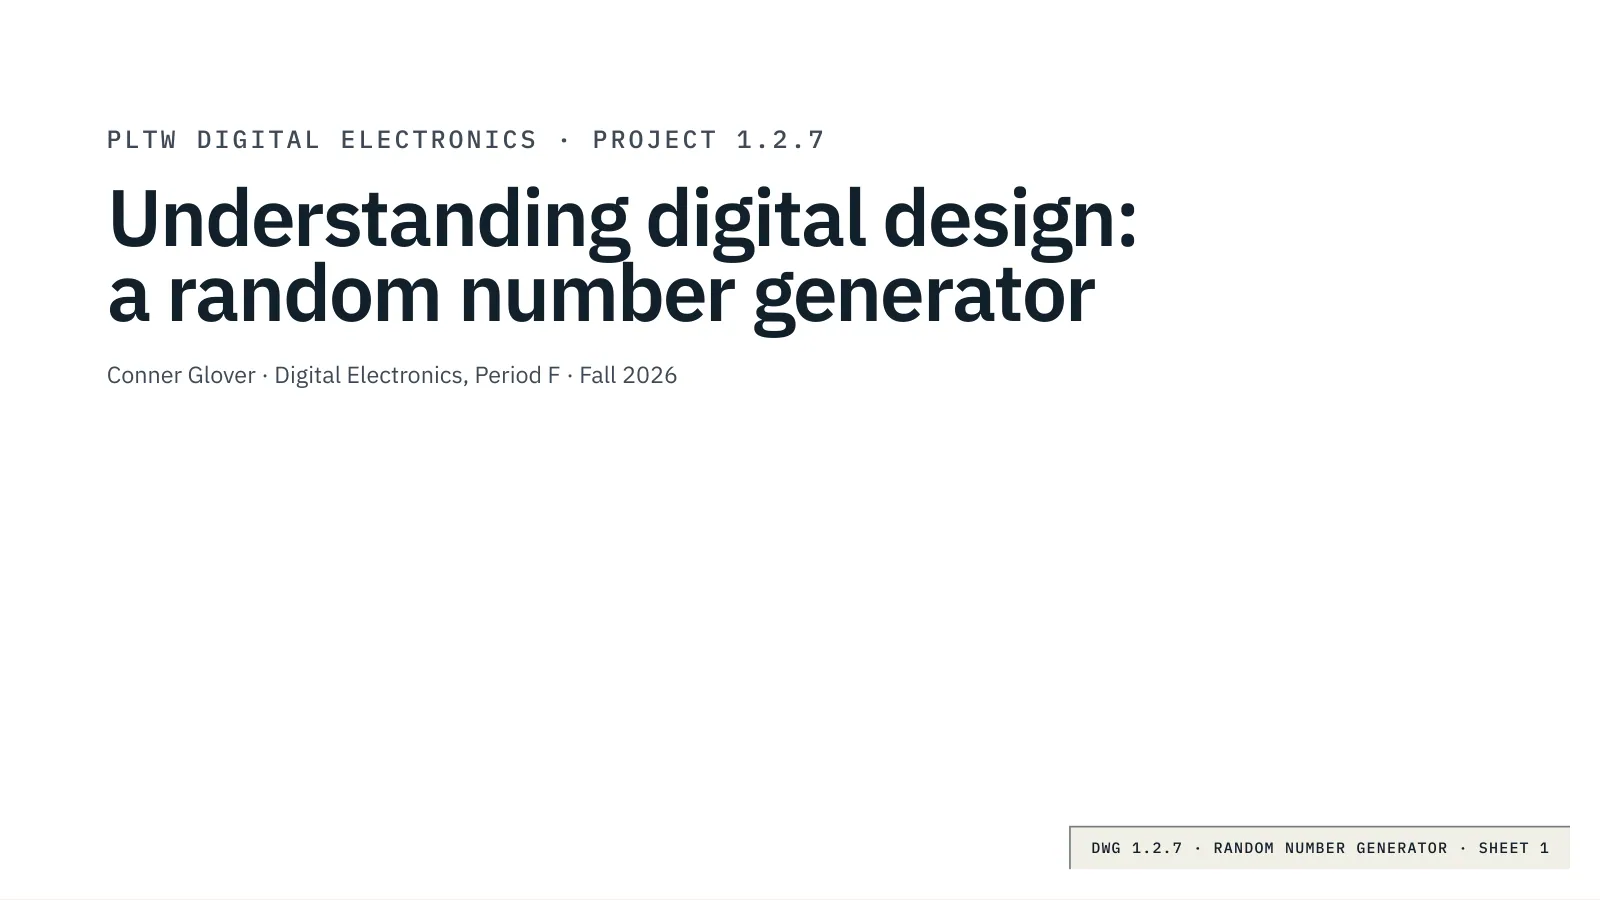 PLTW DIGITAL ELECTRONICS · PROJECT 1.2.7
Understanding digital design:
a random number generator
Conner Glover · Digital Electronics, Period F · Fall 2026
DWG 1.2.7 · RANDOM NUMBER GENERATOR · SHEET 1